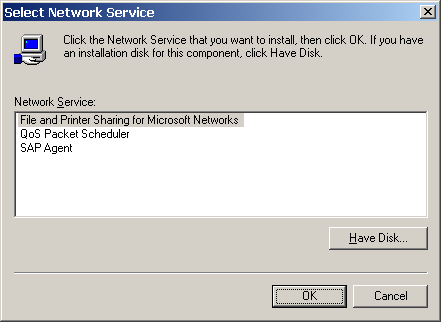 Select Network Service
Click the Network Service that you want to install, then click OK. If you have
an installation disk for this component, click Have Disk.
Network Service:
File and Printer Sharing for Microsoft Networks
QoS Packet Scheduler
SAP Agent
Have Disk...
OK
Cancel